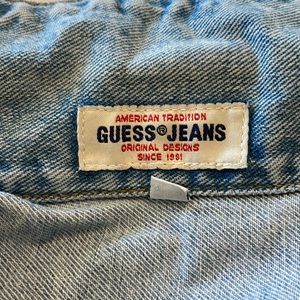 AMERICAN TRADITION
GUESS® JEANS
ORIGINAL DESIGNS
SINCE 1981